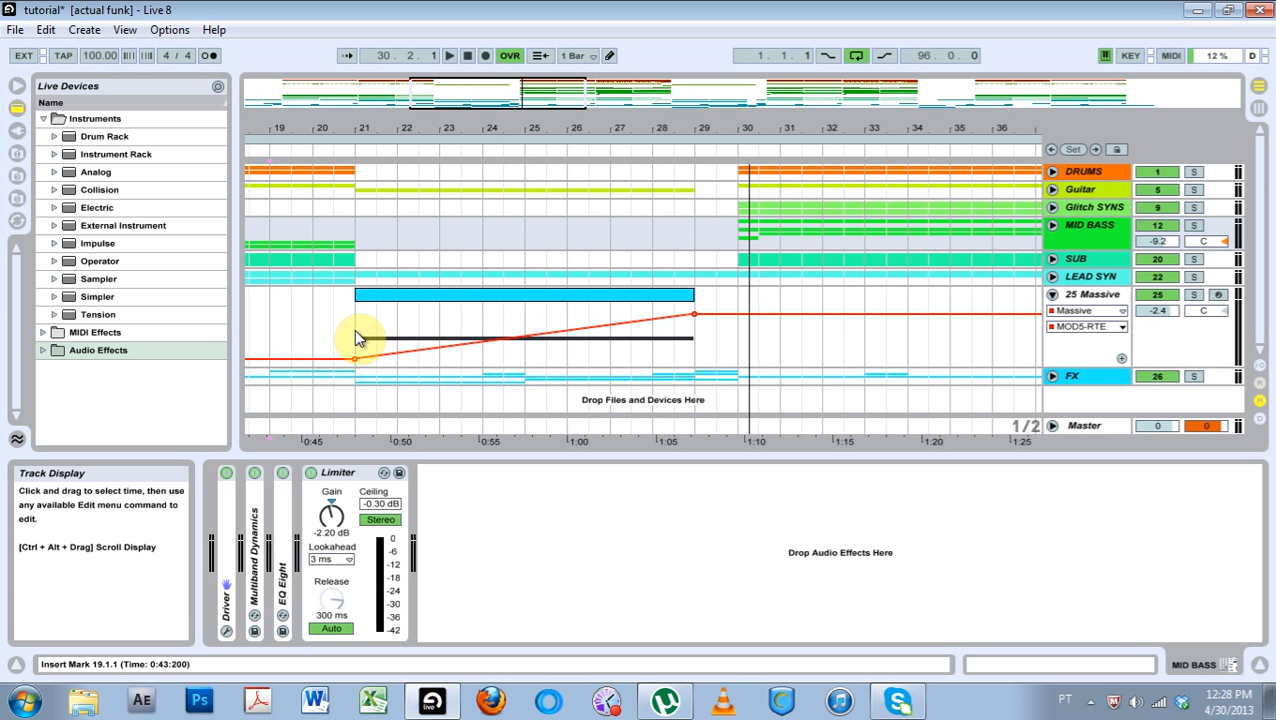 tutorial* [actual funk] - Live 8
File Edit Create View Options Help
EXT TAP 100.00 4 / 4 30 . 2 . 1 OVR 1 Bar 1 . 1 . 1 96 . 0 . 0 KEY MIDI 12 % D
Live Devices
Name
Instruments
Drum Rack
Instrument Rack
Analog
Collision
Electric
External Instrument
Impulse
Operator
Sampler
Simpler
Tension
MIDI Effects
Audio Effects
19 20 21 22 23 24 25 26 27 28 29 30 31 32 33 34 35 36
Set
DRUMS 1 S
Guitar 5 S
Glitch SYNS 9 S
MID BASS 12 S
-9.2 C
SUB 20 S
LEAD SYN 22 S
25 Massive 25 S
Massive -2.4 C
MOD5-RTE
FX 26 S
Drop Files and Devices Here
1/2 Master 0 0
0:45 0:50 0:55 1:00 1:05 1:10 1:15 1:20 1:25
Track Display
Click and drag to select time, then use
any available Edit menu command to
edit.
[Ctrl + Alt + Drag] Scroll Display
Driver
Multiband Dynamics
EQ Eight
Limiter
Gain Ceiling
-0.30 dB
Stereo
-2.20 dB
Lookahead
3 ms
Release
300 ms
Auto
0
-6
-12
-18
-24
-30
-36
-42
Drop Audio Effects Here
Insert Mark 19.1.1 (Time: 0:43:200)
MID BASS
Ae Ps W X live S
PT 12:28 PM
4/30/2013